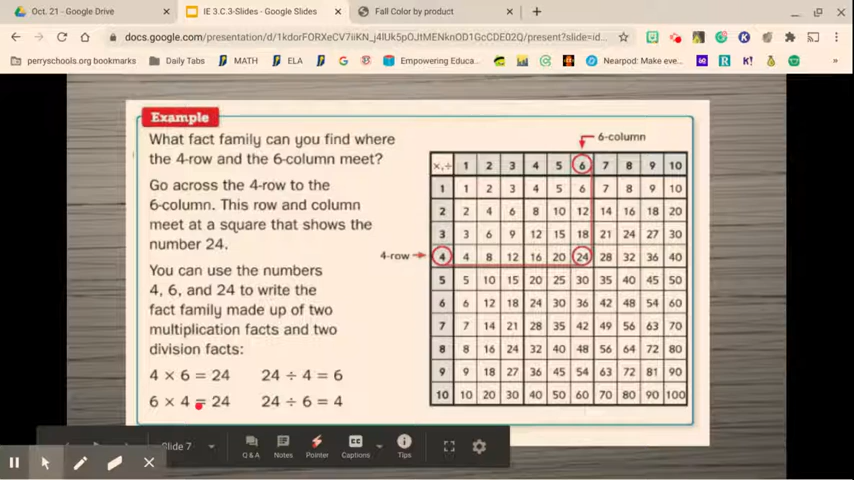 Oct. 21 - Google Drive
IE 3.C.3-Slides - Google Slides
Fall Color by product
perryschools.org bookmarks
Daily Tabs
MATH
ELA
Empowering Educa...
Nearpod: Make eve...
Example
What fact family can you find where
the 4-row and the 6-column meet?
Go across the 4-row to the
6-column. This row and column
meet at a square that shows the
number 24.
You can use the numbers
4, 6, and 24 to write the
fact family made up of two
multiplication facts and two
division facts:
4 × 6 = 24 24 ÷ 4 = 6
6 × 4 = 24 24 ÷ 6 = 4
6-column
4-row
×,÷ 1 2 3 4 5 6 7 8 9 10
1 1 2 3 4 5 6 7 8 9 10
2 2 4 6 8 10 12 14 16 18 20
3 3 6 9 12 15 18 21 24 27 30
4 4 8 12 16 20 24 28 32 36 40
5 5 10 15 20 25 30 35 40 45 50
6 6 12 18 24 30 36 42 48 54 60
7 7 14 21 28 35 42 49 56 63 70
8 8 16 24 32 40 48 56 64 72 80
9 9 18 27 36 45 54 63 72 81 90
10 10 20 30 40 50 60 70 80 90 100
Slide 7
Q & A
Notes
Pointer
Captions
Tips